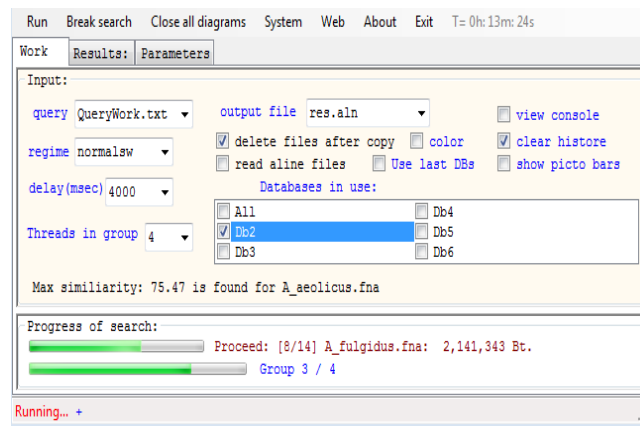 Run Break search Close all diagrams System Web About Exit T= 0h: 13m: 24s
Work Results: Parameters
Input:
query QueryWork.txt output file res.aln view console
delete files after copy color clear histore
regime normalsw read aline files Use last DBs show picto bars
delay(msec) 4000 Databases in use:
All Db4
Threads in group 4 Db2 Db5
Db3 Db6
Max similiarity: 75.47 is found for A_aeolicus.fna
Progress of search:
Proceed: [8/14] A_fulgidus.fna: 2,141,343 Bt.
Group 3 / 4
Running... +